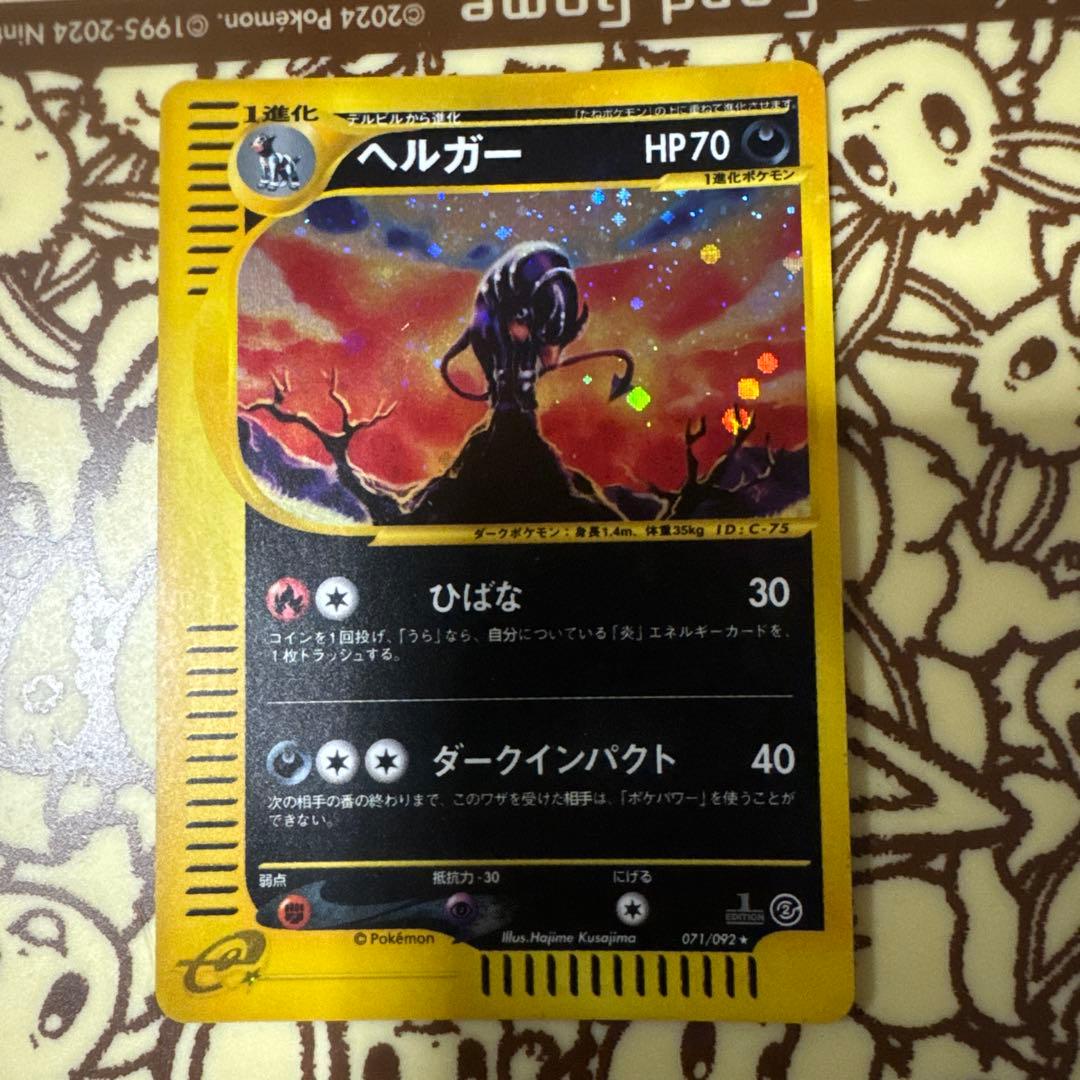 ©2024 Pokémon. ©1995-2024 Nin
Card Game
1進化
デルビルから進化
「たねポケモン」の上に重ねて進化させます
ヘルガー
HP70
1進化ポケモン
ダークポケモン：身長1.4m、体重35kg ID:C-75
ひばな 30
コインを1回投げ、「うら」なら、自分についている「炎」エネルギーカードを、
1枚トラッシュする。
ダークインパクト 40
次の相手の番の終わりまで、このワザを受けた相手は、「ポケパワー」を使うことが
できない。
弱点 抵抗力-30 にげる
1
EDITION
©Pokémon Illus.Hajime Kusajima 071/092★
e